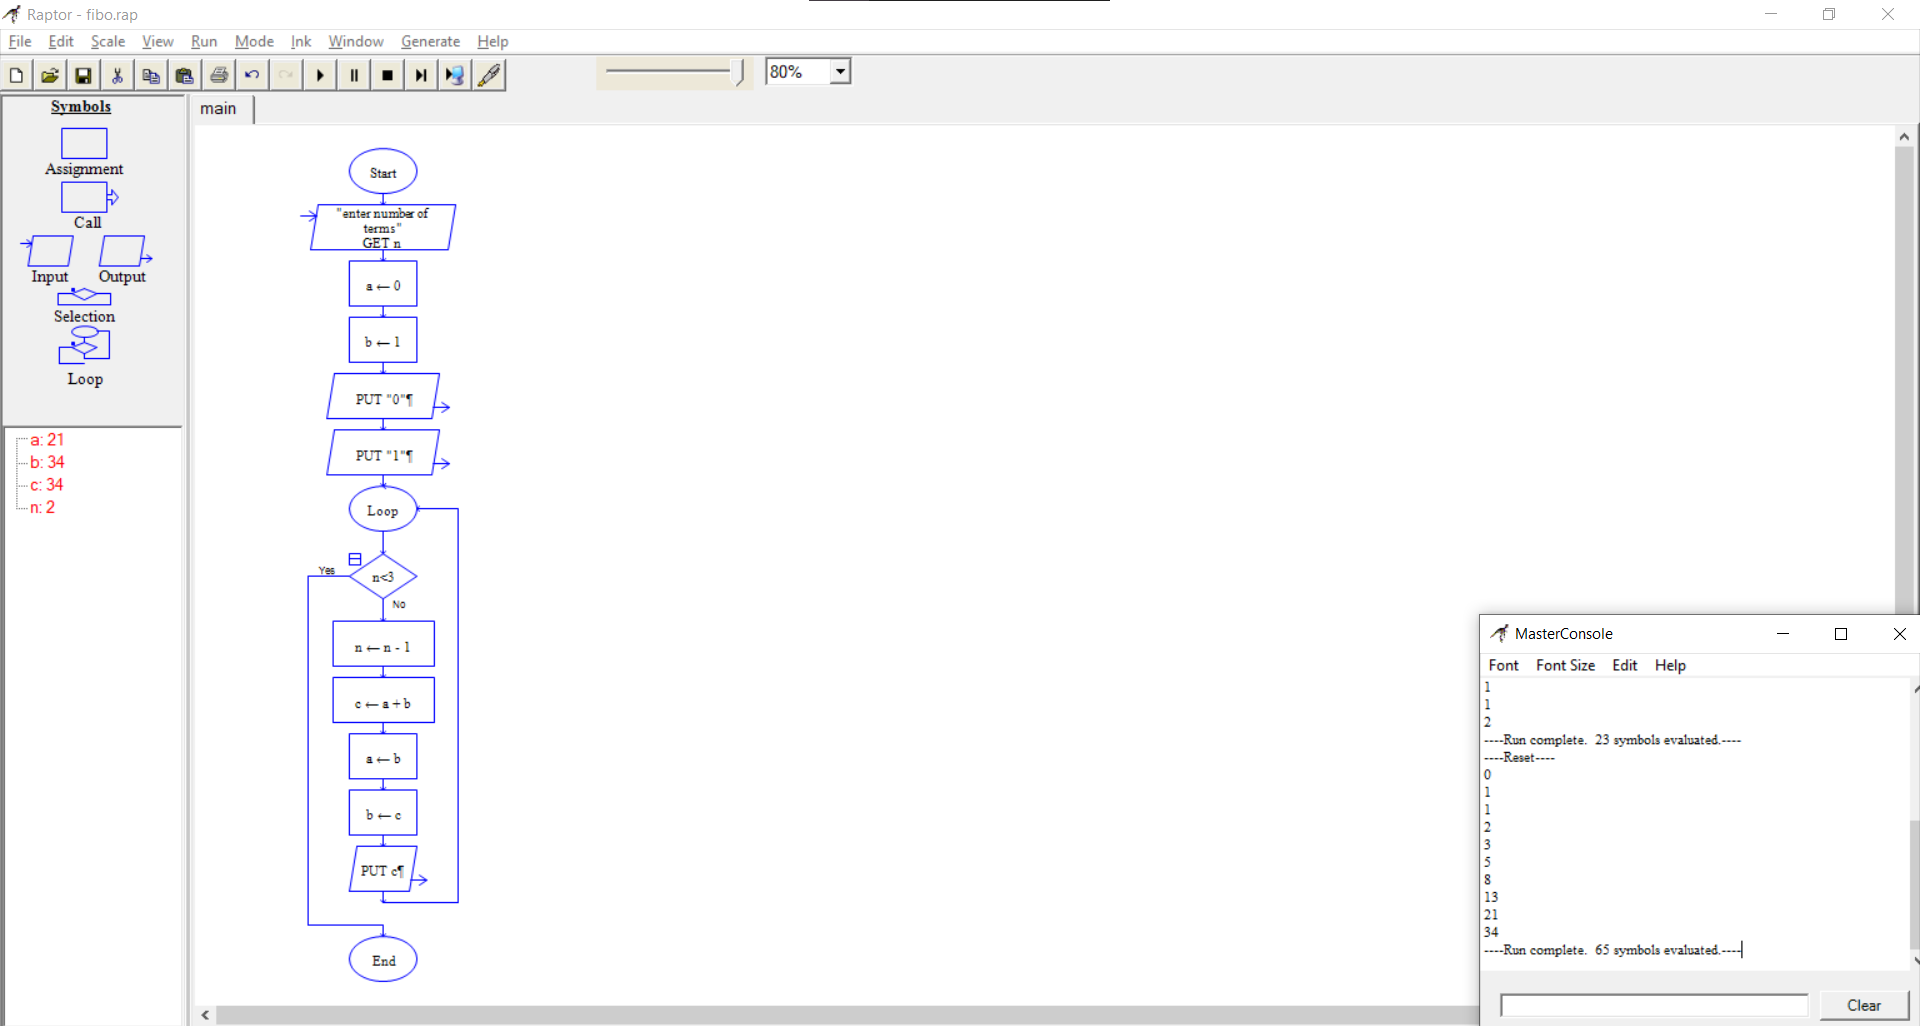 Raptor - fibo.rap
File Edit Scale View Run Mode Ink Window Generate Help
80%
Symbols
Assignment
Call
Input Output
Selection
Loop
a: 21
b: 34
c: 34
n: 2
main
Start
"enter number of
terms"
GET n
a ← 0
b ← 1
PUT "0"¶
PUT "1"¶
Loop
Yes
n<3
No
n ← n - 1
c ← a + b
a ← b
b ← c
PUT c¶
End
MasterConsole
Font Font Size Edit Help
1
1
2
----Run complete. 23 symbols evaluated.----
----Reset----
0
1
1
2
3
5
8
13
21
34
----Run complete. 65 symbols evaluated.----
Clear